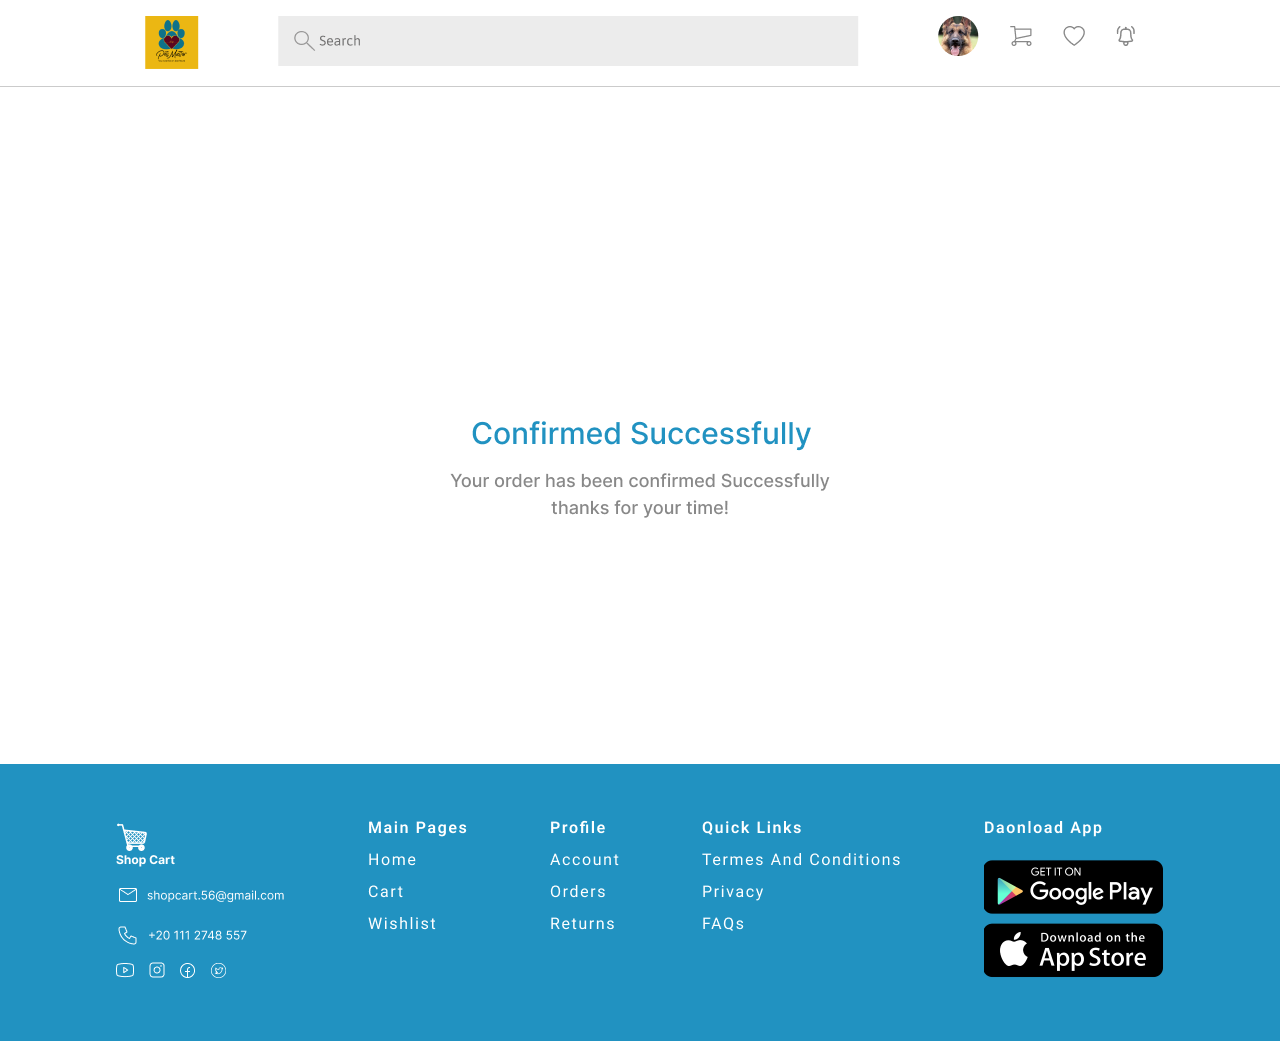 Search
Confirmed Successfully
Your order has been confirmed Successfully
thanks for your time!
Shop Cart
shopcart.56@gmail.com
+20 111 2748 557
Main Pages
Home
Cart
Wishlist
Profile
Account
Orders
Returns
Quick Links
Termes And Conditions
Privacy
FAQs
Daonload App
GET IT ON
Google Play
Download on the
App Store